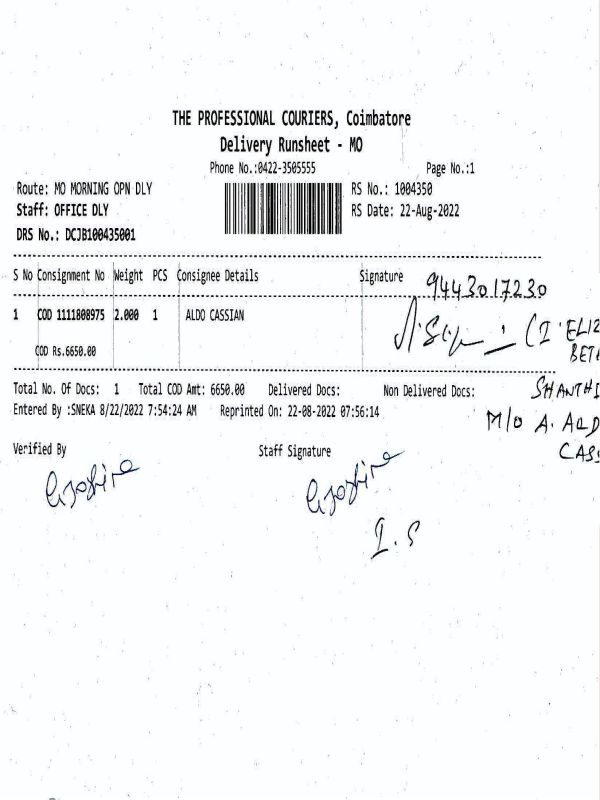 THE PROFESSIONAL COURIERS, Coimbatore
Delivery Runsheet - MO
Phone No.:0422-3505555 Page No.:1
Route: MO MORNING OPN DLY RS No.: 1004350
Staff: OFFICE DLY RS Date: 22-Aug-2022
DRS No.: DCJB100435001
S No Consignment No Weight PCS Consignee Details Signature
9443017230
1 COD 1111808975 2.000 1 ALDO CASSIAN
(I ELIZ
COD Rs.6650.00 BETH
Total No. Of Docs: 1 Total COD Amt: 6650.00 Delivered Docs: Non Delivered Docs: SHANTHI
Entered By :SNEKA 8/22/2022 7:54:24 AM Reprinted On: 22-08-2022 07:56:14
M/O A. ALD
CASS
Verified By Staff Signature
I. S